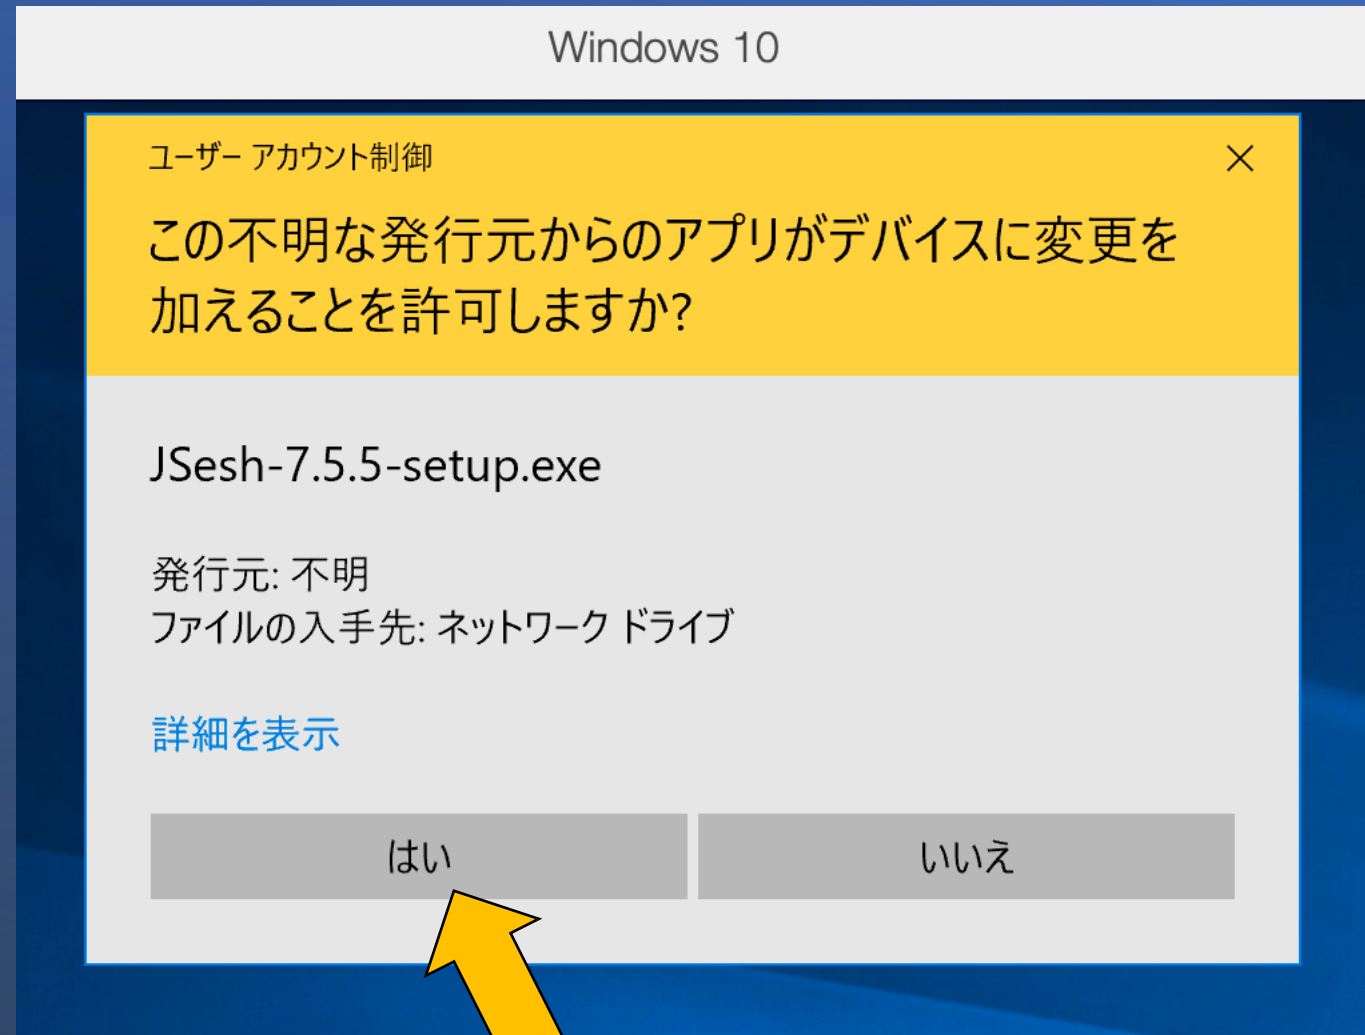 Windows 10
ユーザー アカウント制御
この不明な発行元からのアプリがデバイスに変更を
加えることを許可しますか?
JSesh-7.5.5-setup.exe
発行元: 不明
ファイルの入手先: ネットワーク ドライブ
詳細を表示
はい
いいえ